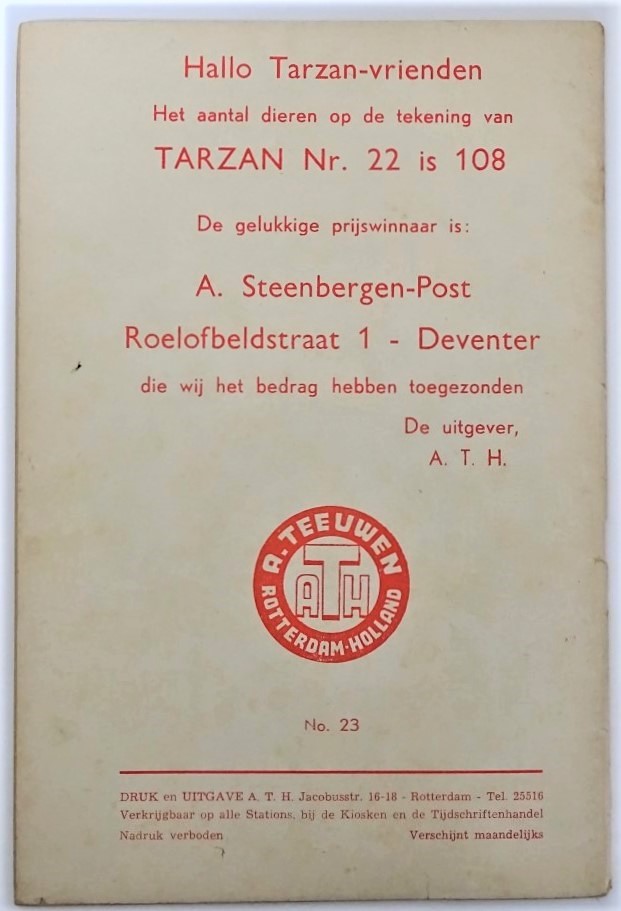 Hallo Tarzan-vrienden
Het aantal dieren op de tekening van
TARZAN Nr. 22 is 108
De gelukkige prijswinnaar is:
A. Steenbergen-Post
Roelofbeldstraat 1 - Deventer
die wij het bedrag hebben toegezonden
De uitgever,
A. T. H.
A. TEEUWEN
ATH
ROTTERDAM-HOLLAND
No. 23
DRUK en UITGAVE A. T. H. Jacobusstr. 16-18 - Rotterdam - Tel. 25516
Verkrijgbaar op alle Stations, bij de Kiosken en de Tijdschriftenhandel
Nadruk verboden Verschijnt maandelijks